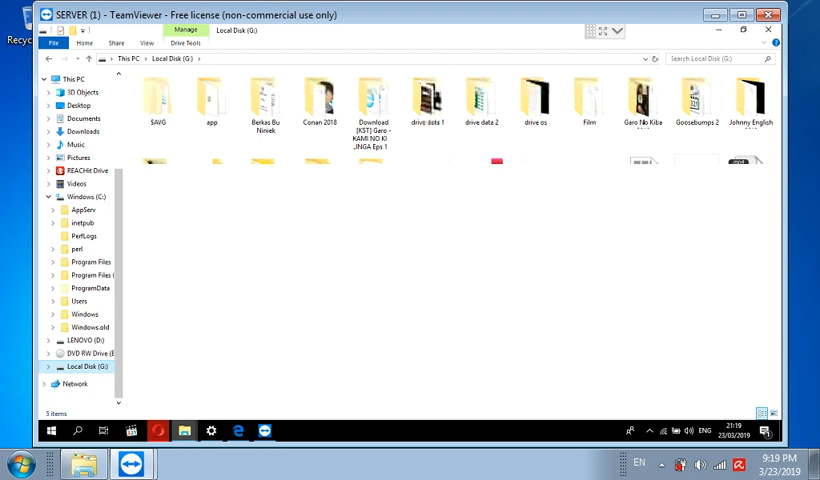 Recyc
SERVER (1) - TeamViewer - Free license (non-commercial use only)
Manage
Local Disk (G:)
File
Home
Share
View
Drive Tools
This PC › Local Disk (G:) ›
Search Local Disk (G:)
This PC
3D Objects
Desktop
Documents
Downloads
Music
Pictures
REACHit Drive
Videos
Windows (C:)
AppServ
inetpub
PerfLogs
perl
Program Files
Program Files (
ProgramData
Users
Windows
Windows.old
LENOVO (D:)
DVD RW Drive (E
Local Disk (G:)
Network
$AVG
app
Berkas Bu
Niniek
Conan 2018
Download
[KST] Garo -
KAMI NO KI
Eps 1
drive data 1
drive data 2
drive os
Film
Garo No Kiba
Goosebumps 2
Johnny English
5 items
ENG
21:19
23/03/2019
EN
9:19 PM
3/23/2019